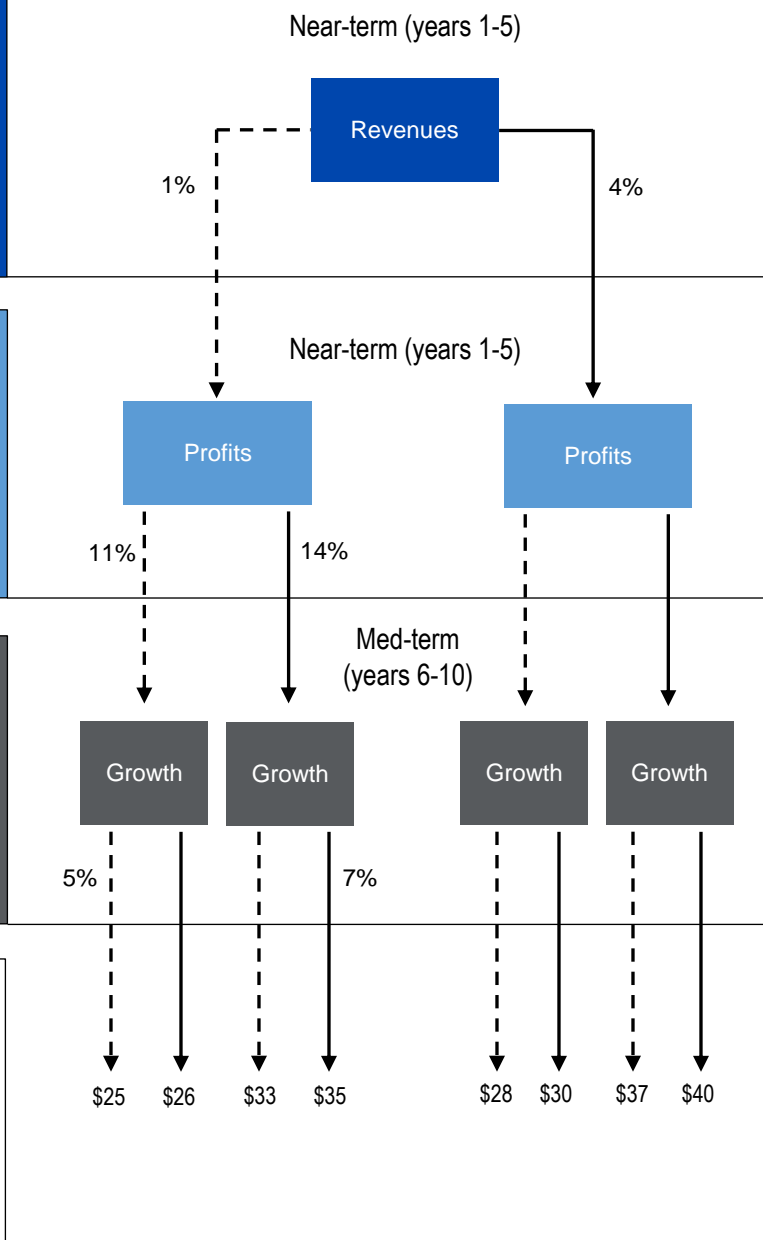 Near-term (years 1-5)
Revenues
1%
4%
Near-term (years 1-5)
Profits
Profits
11%
14%
Med-term
(years 6-10)
Growth
Growth
Growth
Growth
5%
7%
$25
$26
$33
$35
$28
$30
$37
$40